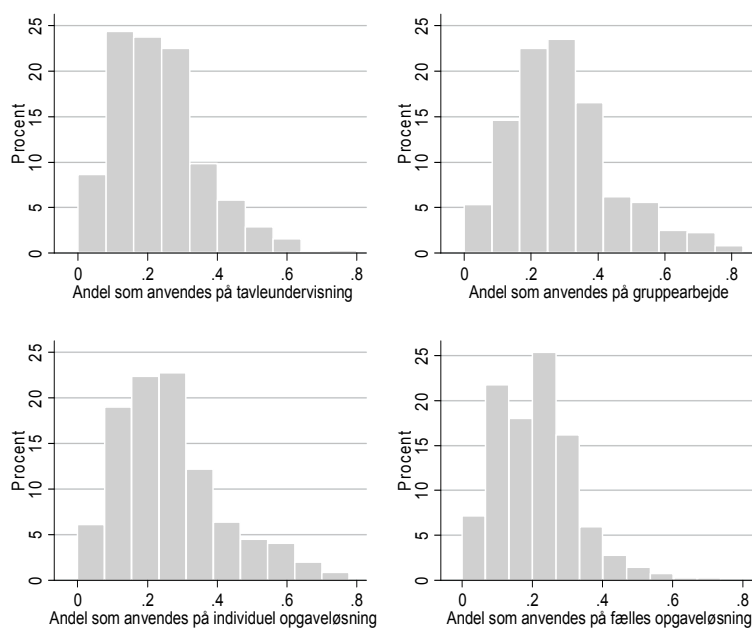 25
20
15
10
5
0
Procent
0 .2 .4 .6 .8
Andel som anvendes på tavleundervisning
25
20
15
10
5
0
Procent
0 .2 .4 .6 .8
Andel som anvendes på gruppearbejde
25
20
15
10
5
0
Procent
0 .2 .4 .6 .8
Andel som anvendes på individuel opgaveløsning
25
20
15
10
5
0
Procent
0 .2 .4 .6 .8
Andel som anvendes på fælles opgaveløsning